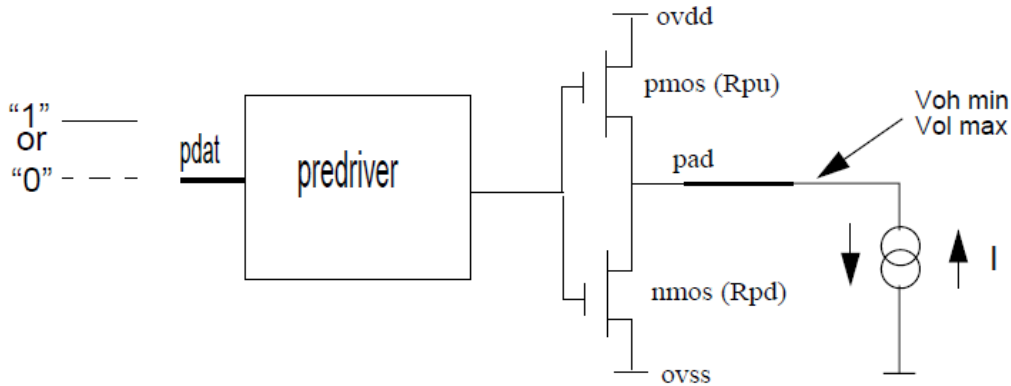 ovdd
pmos (Rpu)
Voh min
Vol max
“1”
or
“0”
pdat
predriver
pad
I
nmos (Rpd)
ovss